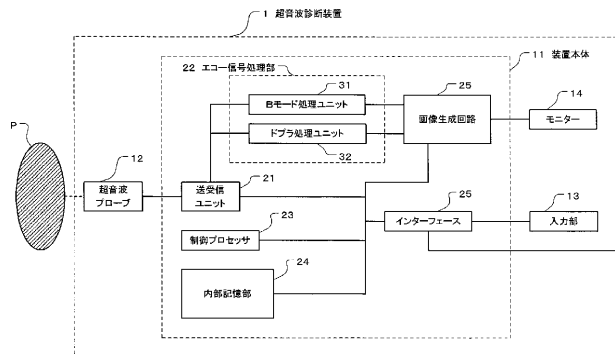 1 超音波診断装置
11 装置本体
22 エコー信号処理部
31
Bモード処理ユニット
ドプラ処理ユニット
32
25
画像生成回路
14
モニター
P
12
超音波
プローブ
21
送受信
ユニット
23
制御プロセッサ
24
内部記憶部
25
インターフェース
13
入力部